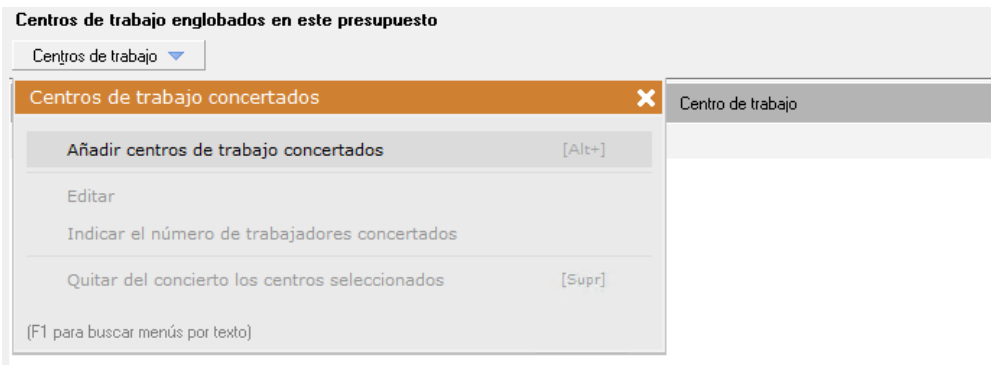 Centros de trabajo englobados en este presupuesto
Centros de trabajo
Centros de trabajo concertados
Centro de trabajo
Añadir centros de trabajo concertados [Alt+]
Editar
Indicar el número de trabajadores concertados
Quitar del concierto los centros seleccionados [Supr]
(F1 para buscar menús por texto)